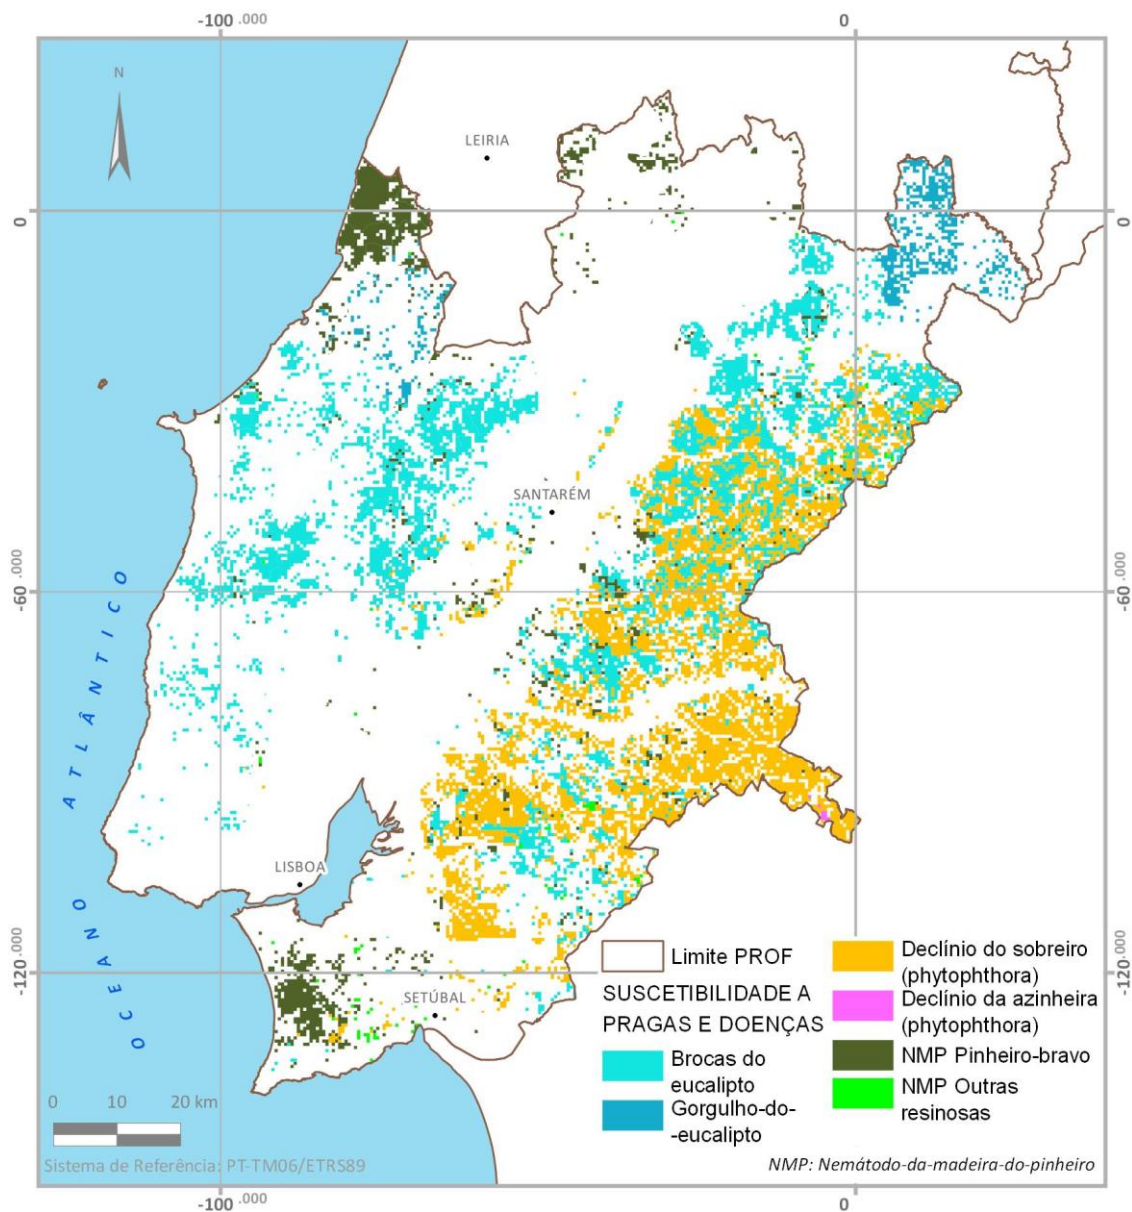 -100 .000
0
N
LEIRIA
0
0
SANTARÉM
-60 .000
-60 .000
OCEANO ATLÂNTICO
LISBOA
-120 .000
-120 .000
SETÚBAL
Limite PROF
SUSCETIBILIDADE A
PRAGAS E DOENÇAS
Brocas do
eucalipto
Gorgulho-do-
-eucalipto
Declínio do sobreiro
(phytophthora)
Declínio da azinheira
(phytophthora)
NMP Pinheiro-bravo
NMP Outras
resinosas
0 10 20 km
Sistema de Referência: PT-TM06/ETRS89
NMP: Nemátodo-da-madeira-do-pinheiro
-100 .000
0